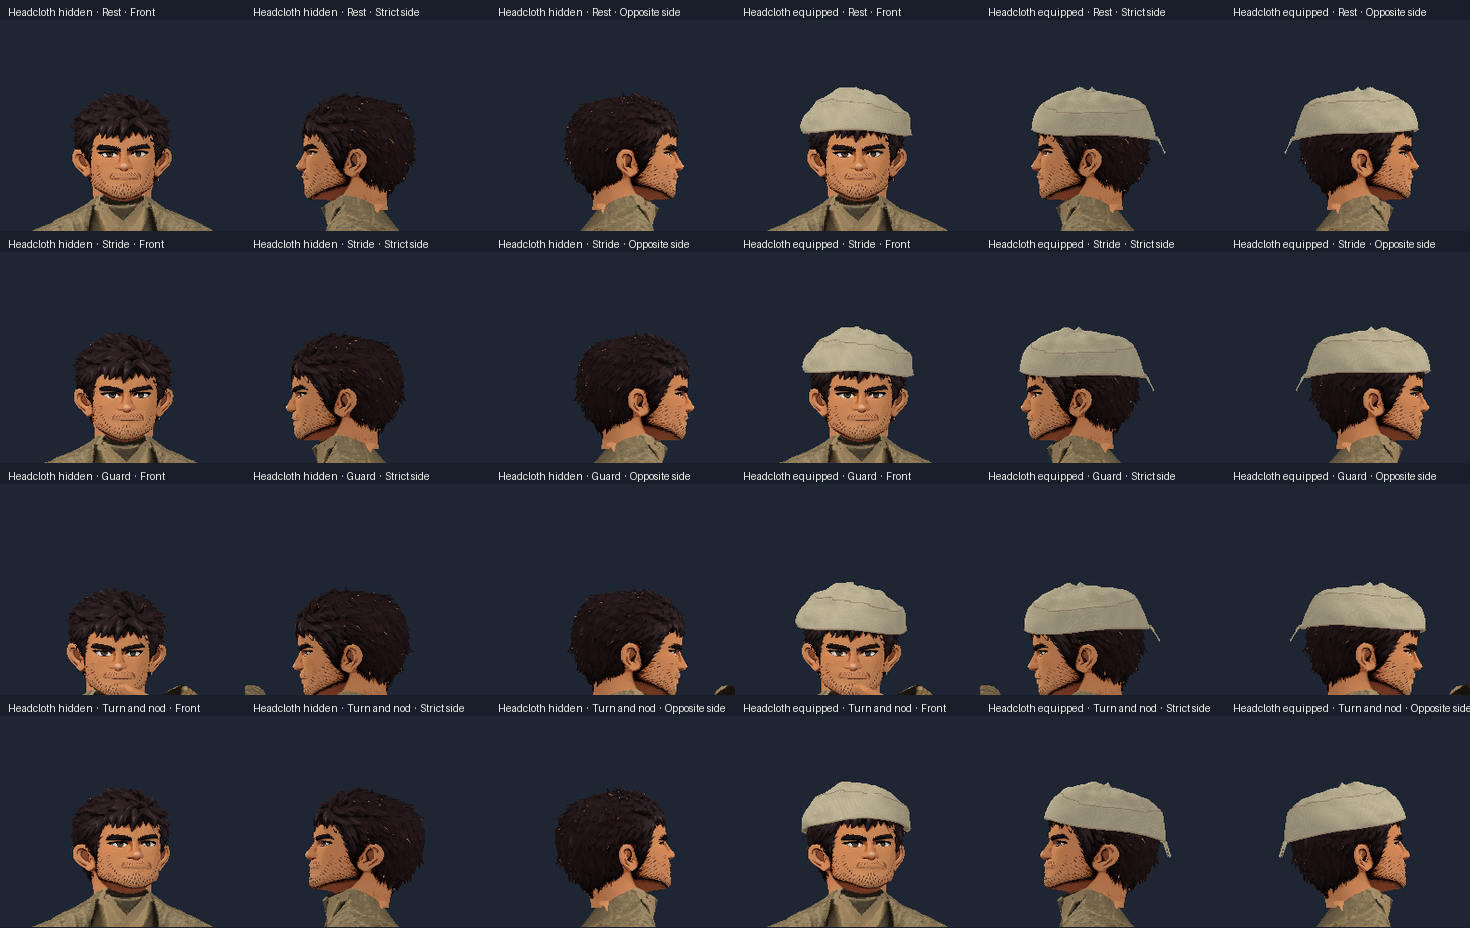 Headcloth hidden · Rest · Front
Headcloth hidden · Rest · Strict side
Headcloth hidden · Rest · Opposite side
Headcloth equipped · Rest · Front
Headcloth equipped · Rest · Strict side
Headcloth equipped · Rest · Opposite side
Headcloth hidden · Stride · Front
Headcloth hidden · Stride · Strict side
Headcloth hidden · Stride · Opposite side
Headcloth equipped · Stride · Front
Headcloth equipped · Stride · Strict side
Headcloth equipped · Stride · Opposite side
Headcloth hidden · Guard · Front
Headcloth hidden · Guard · Strict side
Headcloth hidden · Guard · Opposite side
Headcloth equipped · Guard · Front
Headcloth equipped · Guard · Strict side
Headcloth equipped · Guard · Opposite side
Headcloth hidden · Turn and nod · Front
Headcloth hidden · Turn and nod · Strict side
Headcloth hidden · Turn and nod · Opposite side
Headcloth equipped · Turn and nod · Front
Headcloth equipped · Turn and nod · Strict side
Headcloth equipped · Turn and nod · Opposite side